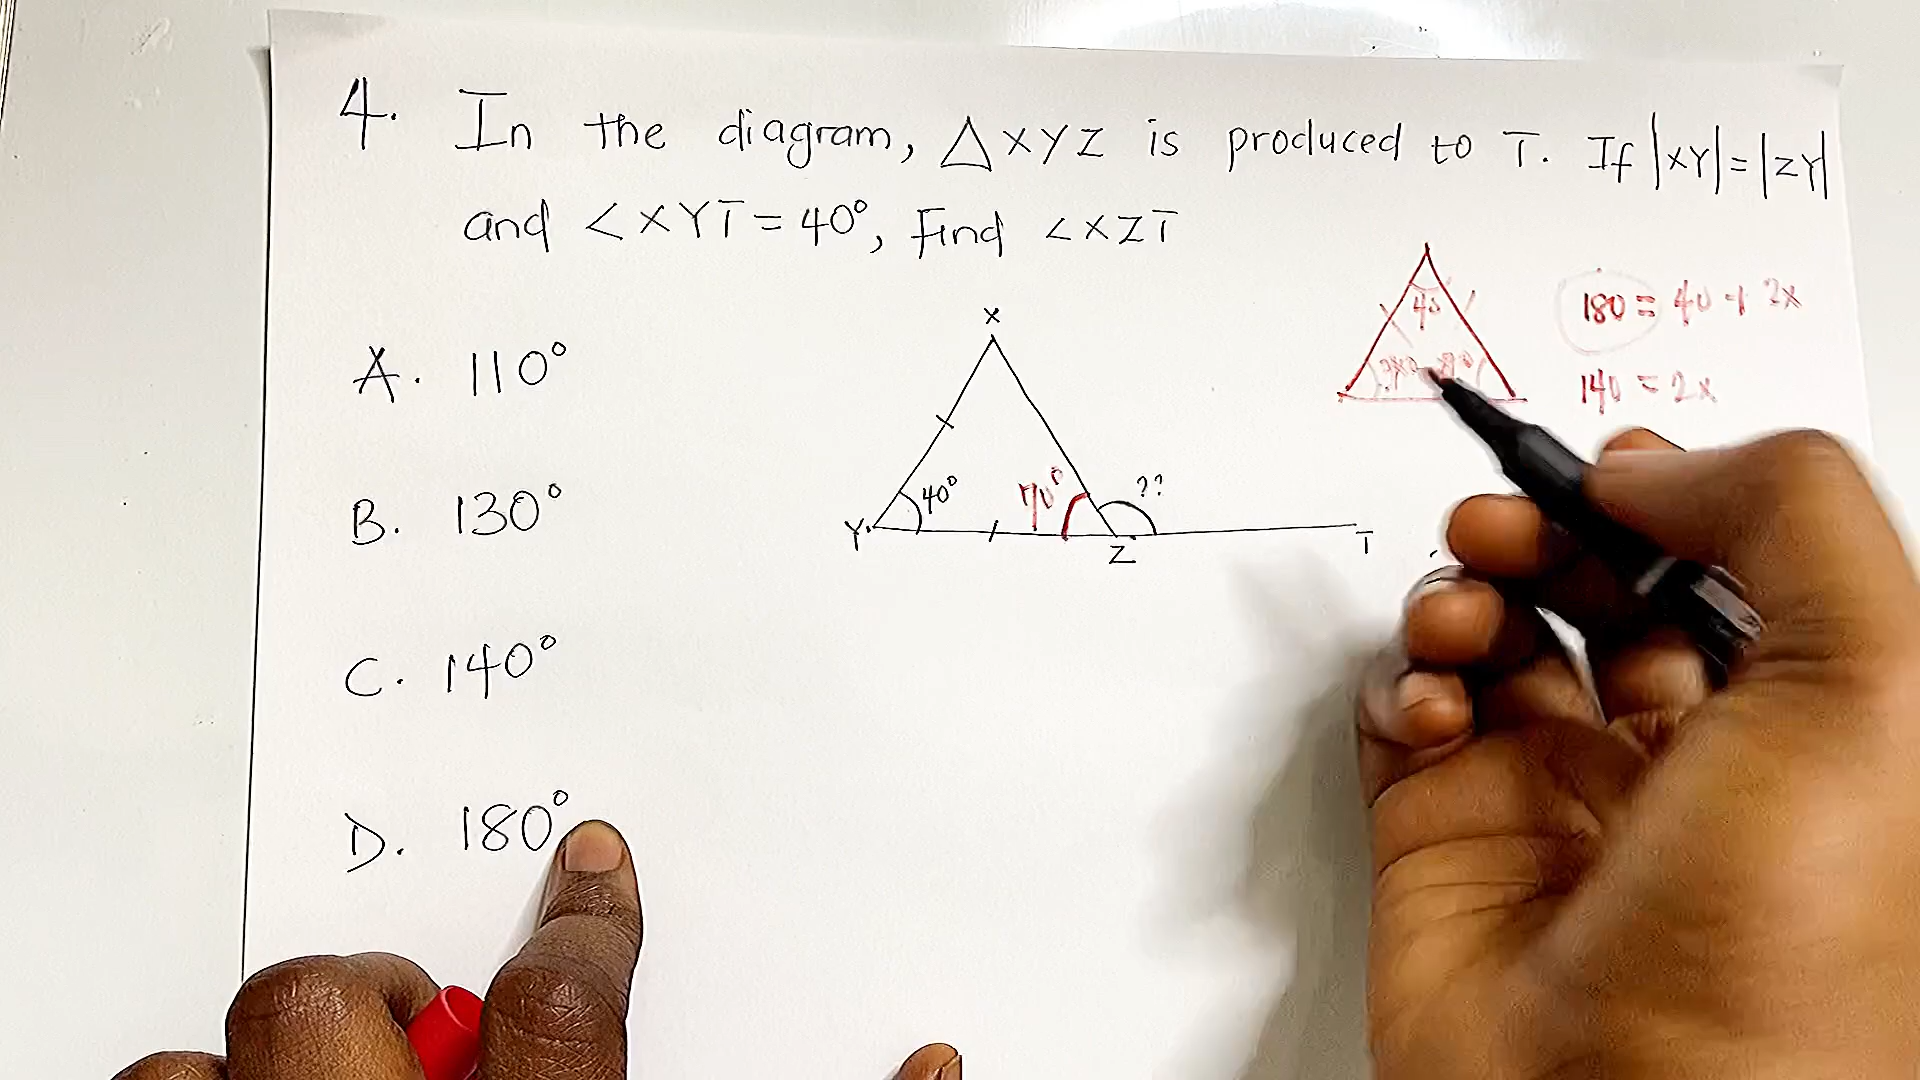 4. In the diagram, △XYZ is produced to T. If |XY|=|ZY|
and <XYT=40°, Find <XZT
A. 110°
B. 130°
C. 140°
D. 180°
X
40°
70°
??
Y
Z
T
40
180 = 40 + 2x
140 = 2x